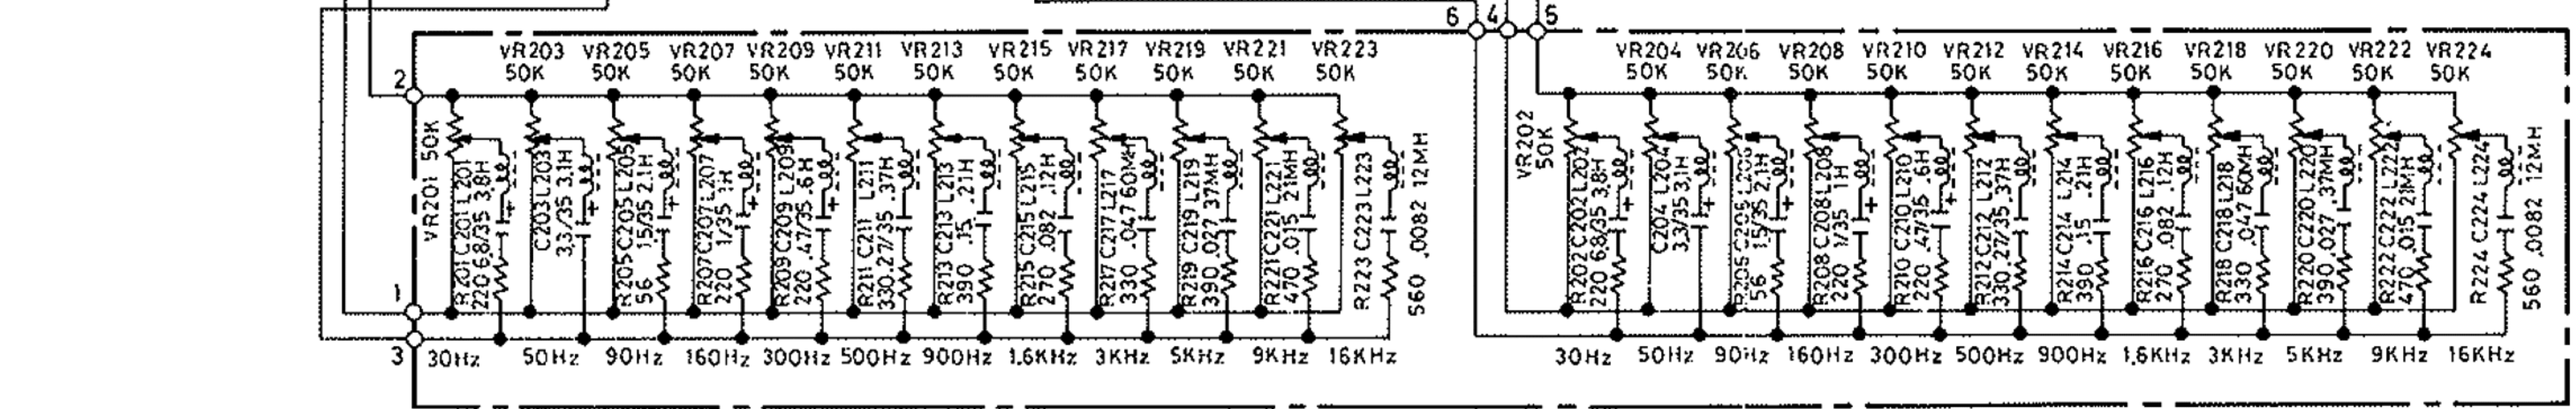 6 4 5
VR203 VR205 VR207 VR209 VR211 VR213 VR215 VR217 VR219 VR221 VR223
50K 50K 50K 50K 50K 50K 50K 50K 50K 50K 50K
VR204 VR206 VR208 VR210 VR212 VR214 VR216 VR218 VR220 VR222 VR224
50K 50K 50K 50K 50K 50K 50K 50K 50K 50K 50K
2
1
3
VR201 50K
R201 C201 L201
220 6.8/35 3.8H
C203 L203
3.3/35 3.1H
R205 C205 L205
56 15/35 2.1H
R207 C207 L207
220 1/35 1H
R209 C209 L209
220 .47/35 .6H
R211 C211 L211
330 .27/35 .37H
R213 C213 L213
390 .15 .21H
R215 C215 L215
270 .082 .12H
R217 C217 L217
330 .047 60MH
R219 C219 L219
390 .027 37MH
R221 C221 L221
470 .015 21MH
R223 C223 L223
560 .0082 12MH
30Hz 50Hz 90Hz 160Hz 300Hz 500Hz 900Hz 1.6KHz 3KHz 5KHz 9KHz 16KHz
VR202
50K
R202 C202 L202
220 6.8/35 3.8H
C204 L204
3.3/35 3.1H
R206 C206 L206
56 15/35 2.1H
R208 C208 L208
220 1/35 1H
R210 C210 L210
220 .47/35 .6H
R212 C212 L212
330 .27/35 .37H
R214 C214 L214
390 .15 .21H
R216 C216 L216
270 .082 .12H
R218 C218 L218
330 .047 60MH
R220 C220 L220
390 .027 .37MH
R222 C222 L222
470 .015 21MH
R224 C224 L224
560 .0082 12MH
30Hz 50Hz 90Hz 160Hz 300Hz 500Hz 900Hz 1.6KHz 3KHz 5KHz 9KHz 16KHz